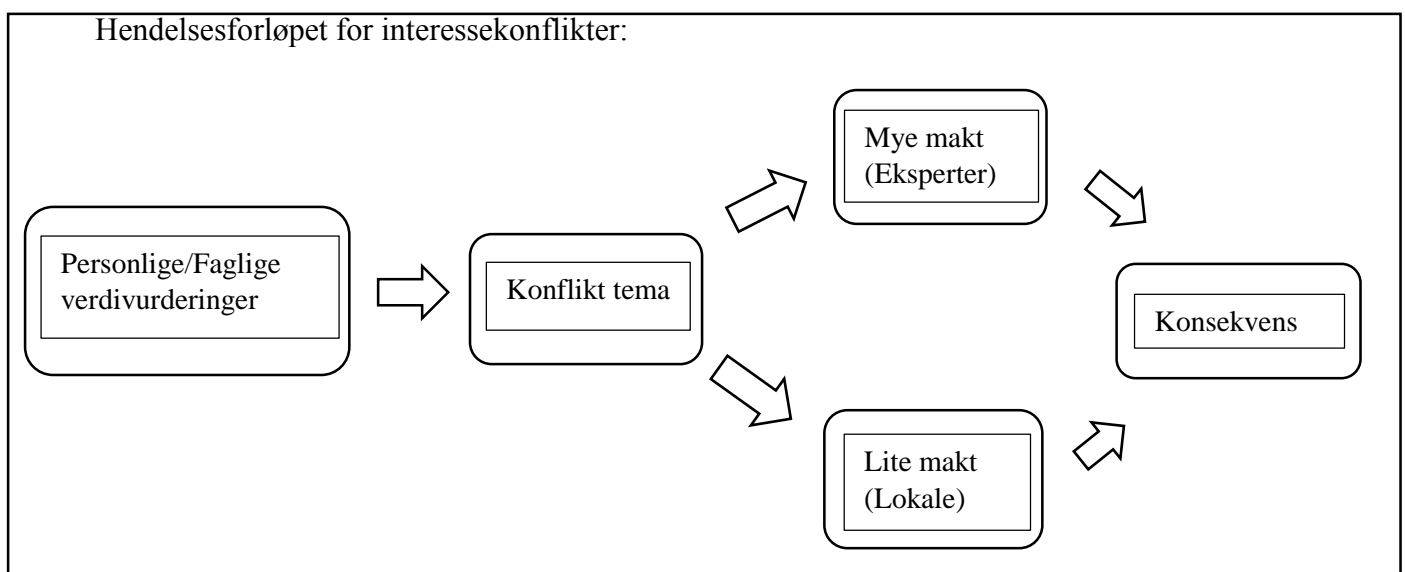 Hendelsesforløpet for interessekonflikter:
Personlige/Faglige
verdivurderinger
Konflikt tema
Mye makt
(Eksperter)
Lite makt
(Lokale)
Konsekvens